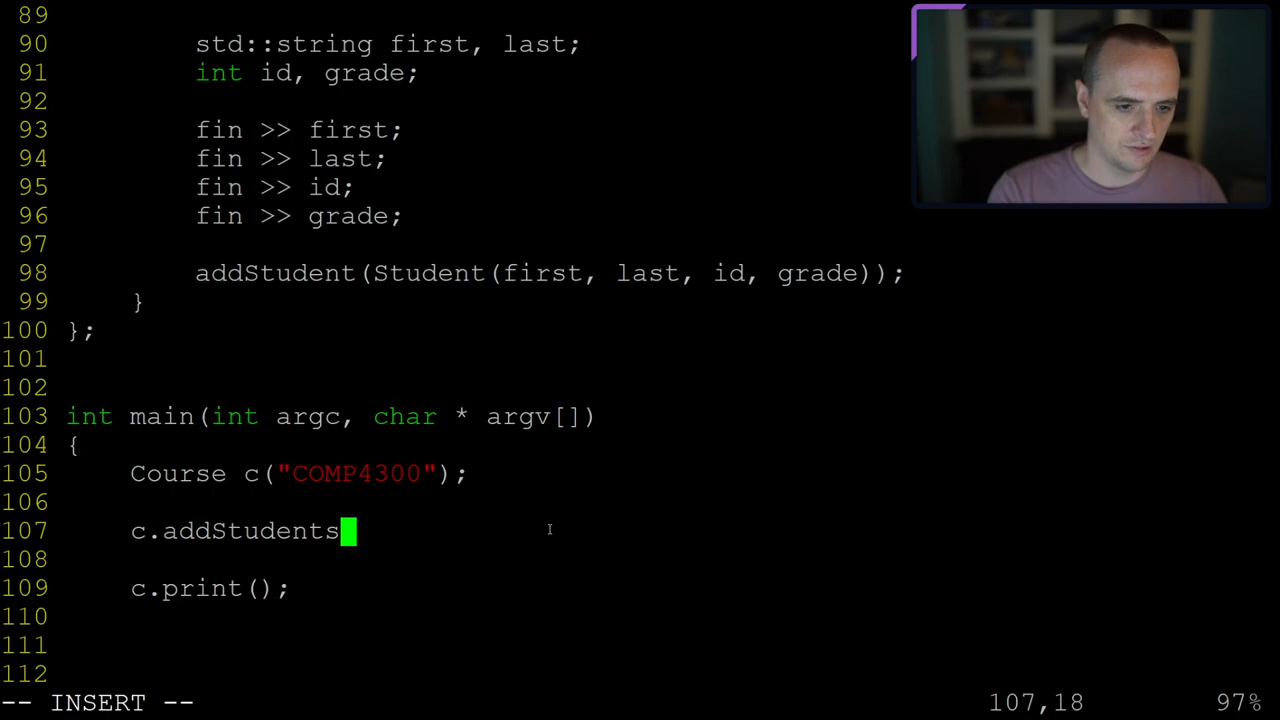 89
90 std::string first, last;
91 int id, grade;
92
93 fin >> first;
94 fin >> last;
95 fin >> id;
96 fin >> grade;
97
98 addStudent(Student(first, last, id, grade));
99 }
100 };
101
102
103 int main(int argc, char * argv[])
104 {
105 Course c("COMP4300");
106
107 c.addStudents
108
109 c.print();
110
111
112
-- INSERT -- 107,18 97%